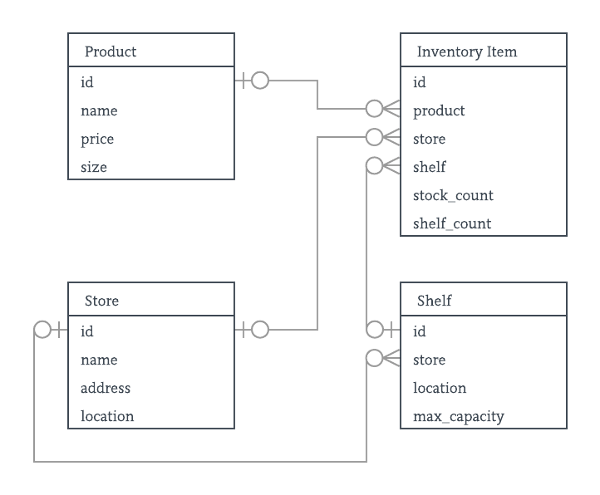 Product
id
name
price
size
Inventory Item
id
product
store
shelf
stock_count
shelf_count
Store
id
name
address
location
Shelf
id
store
location
max_capacity